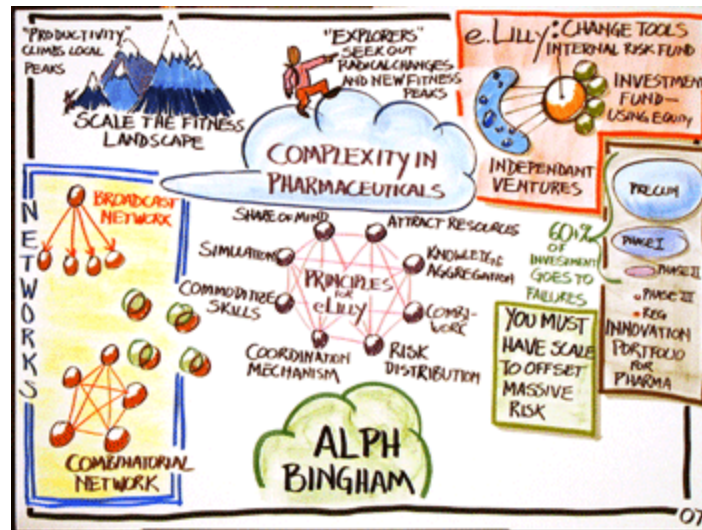 "PRODUCTIVITY"
CLIMBS LOCAL
PEAKS
SCALE THE FITNESS
LANDSCAPE
"EXPLORERS"
SEEK OUT
RADICAL CHANGES
AND NEW FITNESS
PEAKS
COMPLEXITY IN
PHARMACEUTICALS
e.LILLY: CHANGE TOOLS
INTERNAL RISK FUND
INVESTMENT
FUND—
USING EQUITY
INDEPENDANT
VENTURES
NETWORKS
BROADCAST
NETWORK
COMBINATORIAL
NETWORK
SHARE OF MIND
ATTRACT RESOURCES
SIMULATION
KNOWLEDGE
AGGREGATION
COMMODITIZE
SKILLS
COMBI-
WORK
COORDINATION
MECHANISM
RISK
DISTRIBUTION
PRINCIPLES
FOR
eLILLY
60%
OF
INVESTMENT
GOES TO
FAILURES
YOU MUST
HAVE SCALE
TO OFFSET
MASSIVE
RISK
PRECLIN
PHASE I
PHASE II
PHASE III
REG
INNOVATION
PORTFOLIO
FOR
PHARMA
ALPH
BINGHAM
07